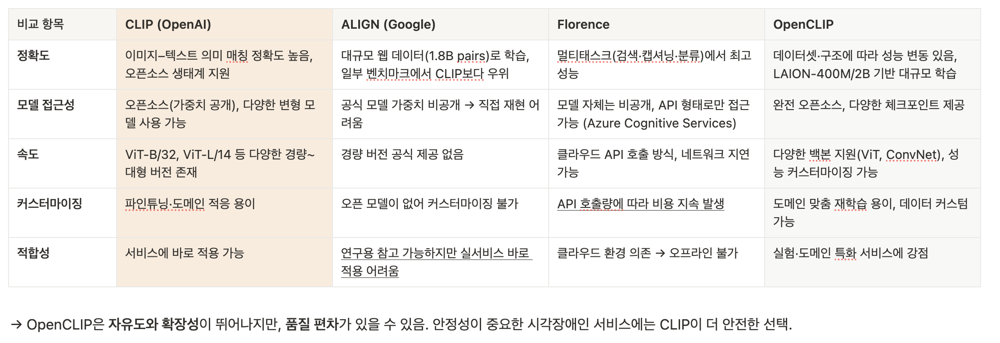 비교 항목
CLIP (OpenAI)
ALIGN (Google)
Florence
OpenCLIP
정확도
이미지–텍스트 의미 매칭 정확도 높음,
오픈소스 생태계 지원
대규모 웹 데이터(1.8B pairs)로 학습,
일부 벤치마크에서 CLIP보다 우위
멀티태스크(검색·캡셔닝·분류)에서 최고
성능
데이터셋·구조에 따라 성능 변동 있음,
LAION-400M/2B 기반 대규모 학습
모델 접근성
오픈소스(가중치 공개), 다양한 변형 모
델 사용 가능
공식 모델 가중치 비공개 → 직접 재현 어
려움
모델 자체는 비공개, API 형태로만 접근
가능 (Azure Cognitive Services)
완전 오픈소스, 다양한 체크포인트 제공
속도
ViT-B/32, ViT-L/14 등 다양한 경량~
대형 버전 존재
경량 버전 공식 제공 없음
클라우드 API 호출 방식, 네트워크 지연
가능
다양한 백본 지원(ViT, ConvNet), 성
능 커스터마이징 가능
커스터마이징
파인튜닝·도메인 적응 용이
오픈 모델이 없어 커스터마이징 불가
API 호출량에 따라 비용 지속 발생
도메인 맞춤 재학습 용이, 데이터 커스텀
가능
적합성
서비스에 바로 적용 가능
연구용 참고 가능하지만 실서비스 바로
적용 어려움
클라우드 환경 의존 → 오프라인 불가
실험·도메인 특화 서비스에 강점
→ OpenCLIP은 자유도와 확장성이 뛰어나지만, 품질 편차가 있을 수 있음. 안정성이 중요한 시각장애인 서비스에는 CLIP이 더 안전한 선택.